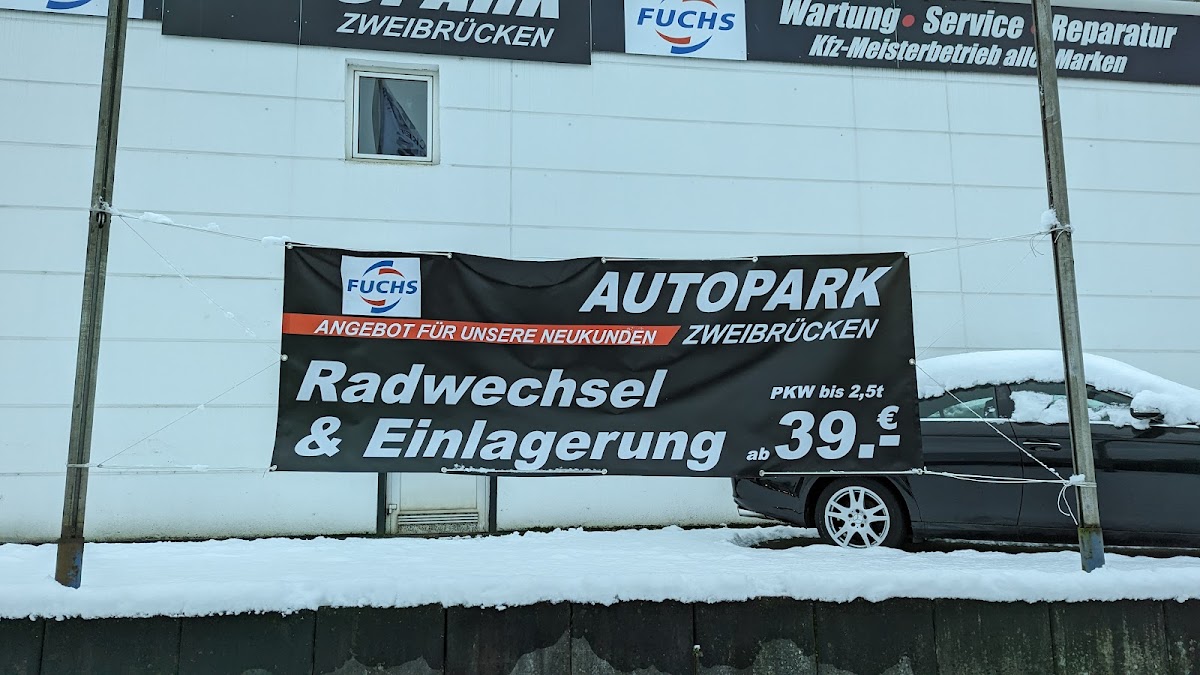 ZWEIBRÜCKEN
FUCHS
Wartung • Service • Reparatur
Kfz-Meisterbetrieb aller Marken
FUCHS
AUTOPARK
ANGEBOT FÜR UNSERE NEUKUNDEN
ZWEIBRÜCKEN
Radwechsel
& Einlagerung
PKW bis 2,5t
ab 39.-€